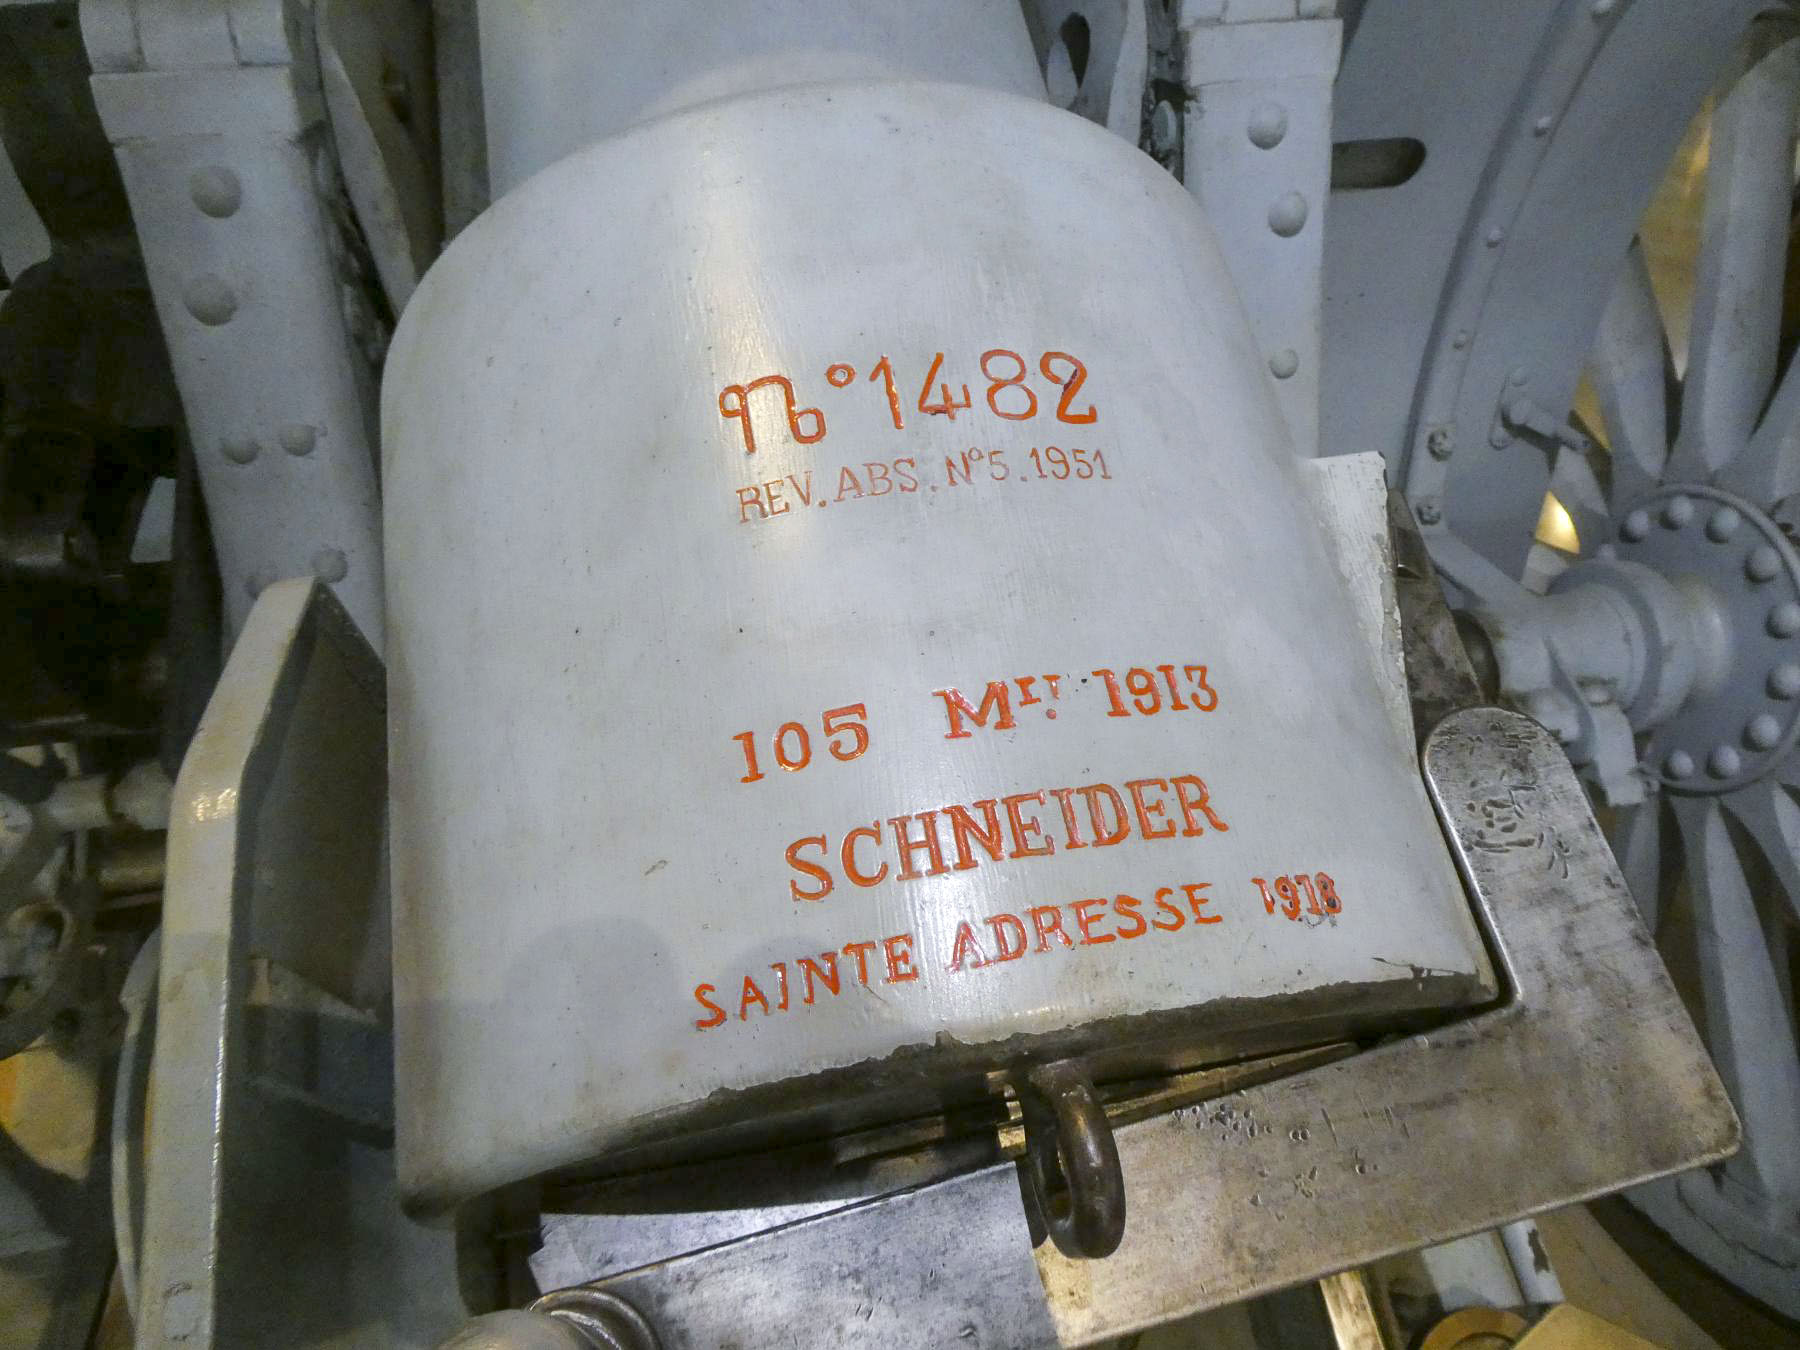 n° 1482
REV. ABS. N° 5. 1951
105 Mle. 1913
SCHNEIDER
SAINTE ADRESSE 1918